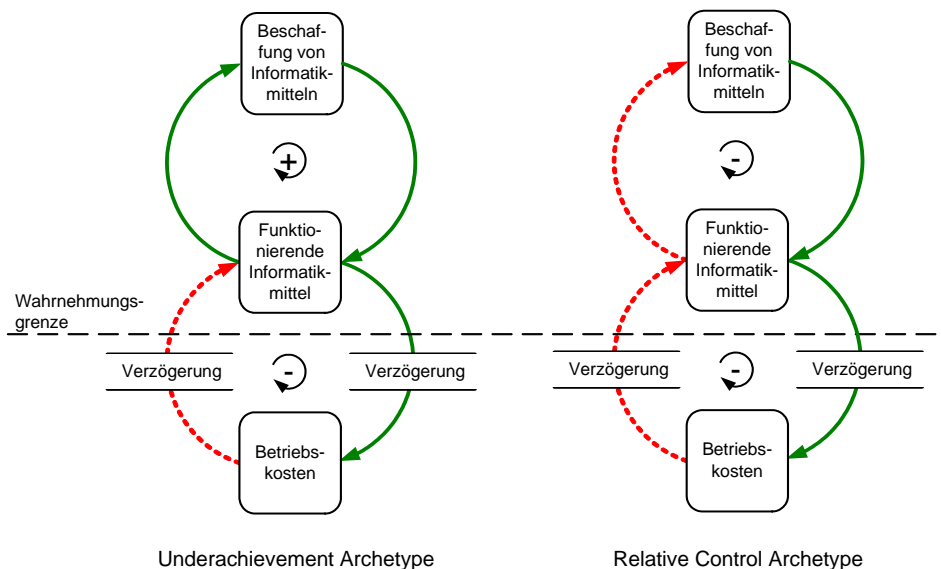 Beschaf-
fung von
Informatik-
mitteln
+
Funktio-
nierende
Informatik-
mittel
Wahrnehmungs-
grenze
Verzögerung
-
Verzögerung
Betriebs-
kosten
Underachievement Archetype
Beschaf-
fung von
Informatik-
mitteln
-
Funktio-
nierende
Informatik-
mittel
Verzögerung
-
Verzögerung
Betriebs-
kosten
Relative Control Archetype